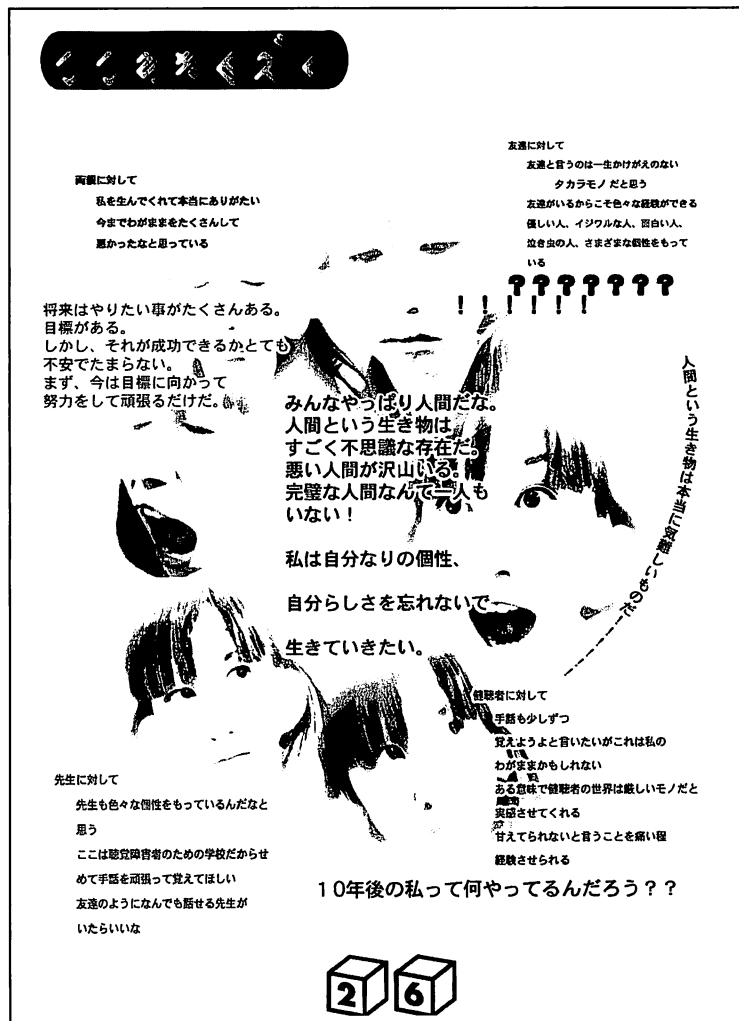 両親に対して
私を生んでくれて本当にありがたい
今までわがままをたくさんして
悪かったなと思っている
友達に対して
友達と言うのは一生かけがえのない
タカラモノ だと思う
友達がいるからこそ色々な経験ができる
優しい人、イジワルな人、面白い人、
泣き虫の人、さまざまな個性をもって
いる
???????
!!!!!!
将来はやりたい事がたくさんある。
目標がある。
しかし、それが成功できるかとても
不安でたまらない。
まず、今は目標に向かって
努力をして頑張るだけだ。
みんなやっぱり人間だな。
人間という生き物は
すごく不思議な存在だ。
悪い人間が沢山いる。
完璧な人間なんて一人も
いない！
私は自分なりの個性、
自分らしさを忘れないで
生きていきたい。
人間という生き物は本当に気難しいものだ
健聴者に対して
手話も少しずつ
覚えようよと言いたいがこれは私の
わがままかもしれない
ある意味で健聴者の世界は厳しいモノだと
実感させてくれる
甘えてられないと言うことを痛い程
経験させられる
先生に対して
先生も色々な個性をもっているんだなと
思う
ここは聴覚障害者のための学校だからせ
めて手話を頑張って覚えてほしい
友達のようになんでも話せる先生が
いたらいいな
１０年後の私って何やってるんだろう？？
26